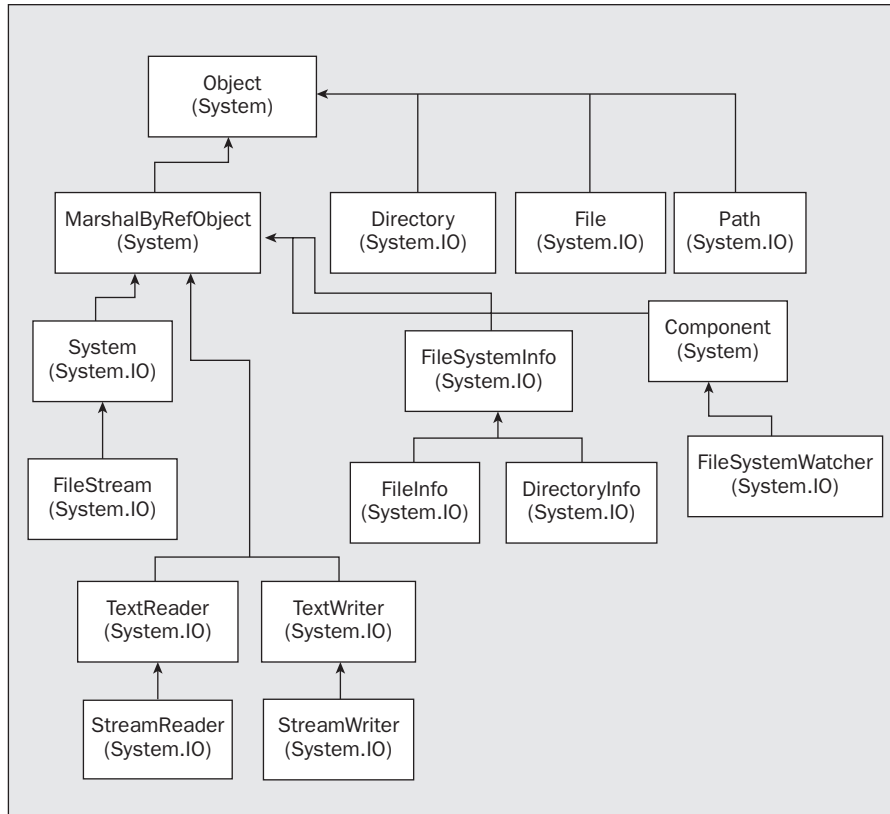 Object
(System)
MarshalByRefObject
(System)
Directory
(System.IO)
File
(System.IO)
Path
(System.IO)
System
(System.IO)
FileSystemInfo
(System.IO)
Component
(System)
FileStream
(System.IO)
FileInfo
(System.IO)
DirectoryInfo
(System.IO)
FileSystemWatcher
(System.IO)
TextReader
(System.IO)
TextWriter
(System.IO)
StreamReader
(System.IO)
StreamWriter
(System.IO)